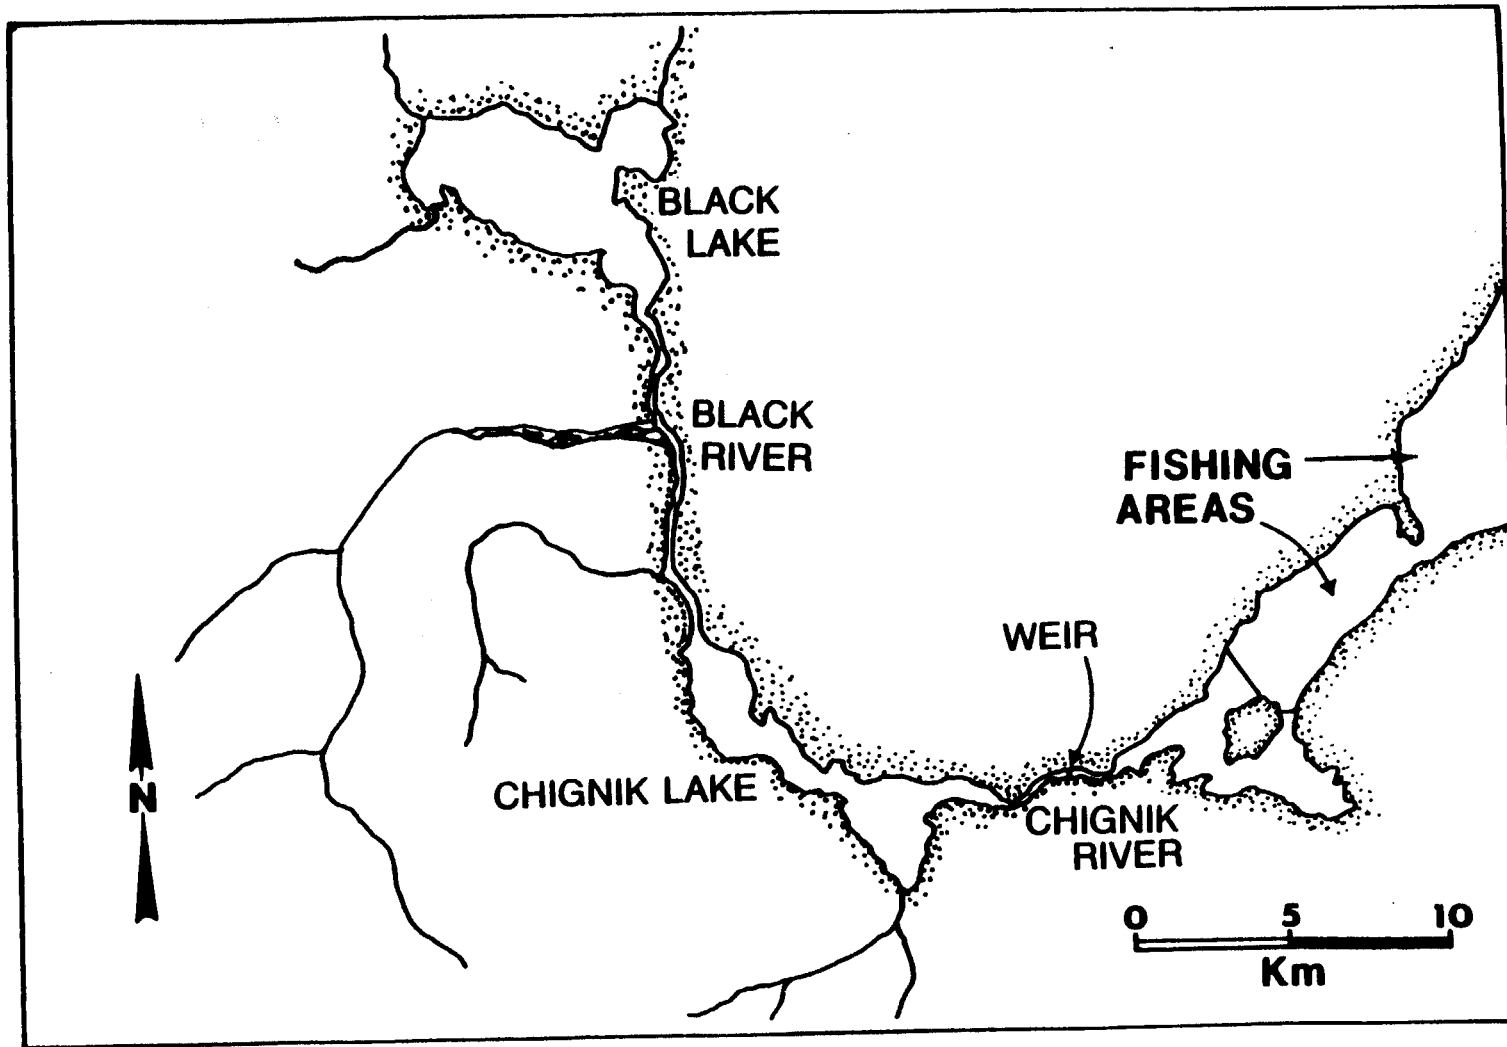 BLACK
LAKE
BLACK
RIVER
FISHING
AREAS
WEIR
N
CHIGNIK LAKE
CHIGNIK
RIVER
0 5 10
Km